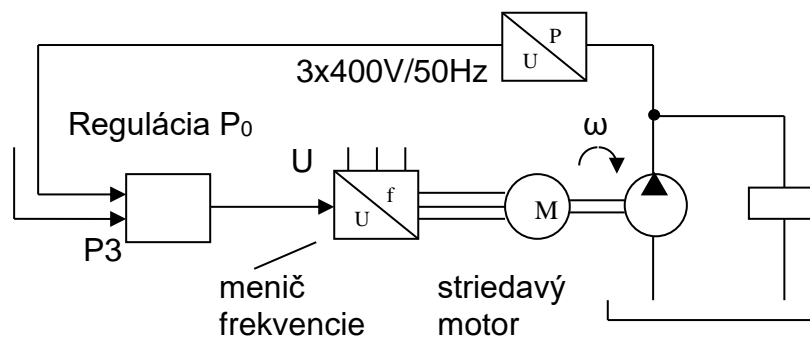 P
U
3x400V/50Hz
Regulácia P₀
ω
U
f
U
M
P3
menič
frekvencie
striedavý
motor